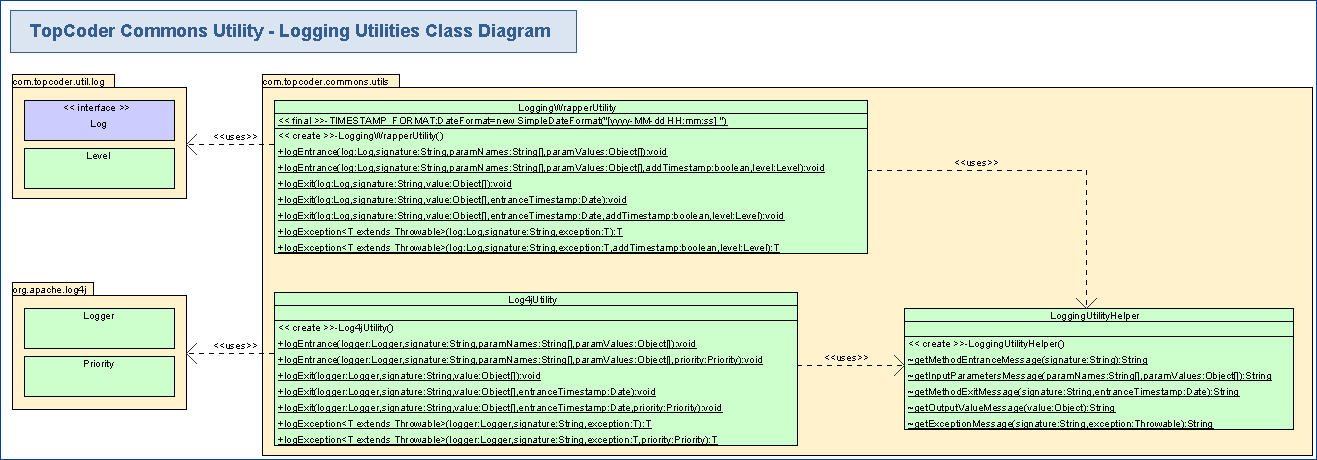 TopCoder Commons Utility - Logging Utilities Class Diagram
com.topcoder.util.log
<< interface >>
Log
Level
<<uses>>
com.topcoder.commons.utils
LoggingWrapperUtility
<< final >>-TIMESTAMP_FORMAT:DateFormat=new SimpleDateFormat("[yyyy-MM-dd HH:mm:ss] ")
<< create >>-LoggingWrapperUtility()
+logEntrance(log:Log,signature:String,paramNames:String[],paramValues:Object[]):void
+logEntrance(log:Log,signature:String,paramNames:String[],paramValues:Object[],addTimestamp:boolean,level:Level):void
+logExit(log:Log,signature:String,value:Object[]):void
+logExit(log:Log,signature:String,value:Object[],entranceTimestamp:Date):void
+logExit(log:Log,signature:String,value:Object[],entranceTimestamp:Date,addTimestamp:boolean,level:Level):void
+logException<T extends Throwable>(log:Log,signature:String,exception:T):T
+logException<T extends Throwable>(log:Log,signature:String,exception:T,addTimestamp:boolean,level:Level):T
<<uses>>
org.apache.log4j
Logger
Priority
<<uses>>
Log4jUtility
<< create >>-Log4jUtility()
+logEntrance(logger:Logger,signature:String,paramNames:String[],paramValues:Object[]):void
+logEntrance(logger:Logger,signature:String,paramNames:String[],paramValues:Object[],priority:Priority):void
+logExit(logger:Logger,signature:String,value:Object[]):void
+logExit(logger:Logger,signature:String,value:Object[],entranceTimestamp:Date):void
+logExit(logger:Logger,signature:String,value:Object[],entranceTimestamp:Date,priority:Priority):void
+logException<T extends Throwable>(logger:Logger,signature:String,exception:T):T
+logException<T extends Throwable>(logger:Logger,signature:String,exception:T,priority:Priority):T
<<uses>>
LoggingUtilityHelper
<< create >>-LoggingUtilityHelper()
~getMethodEntranceMessage(signature:String):String
~getInputParametersMessage(paramNames:String[],paramValues:Object[]):String
~getMethodExitMessage(signature:String,entranceTimestamp:Date):String
~getOutputValueMessage(value:Object):String
~getExceptionMessage(signature:String,exception:Throwable):String